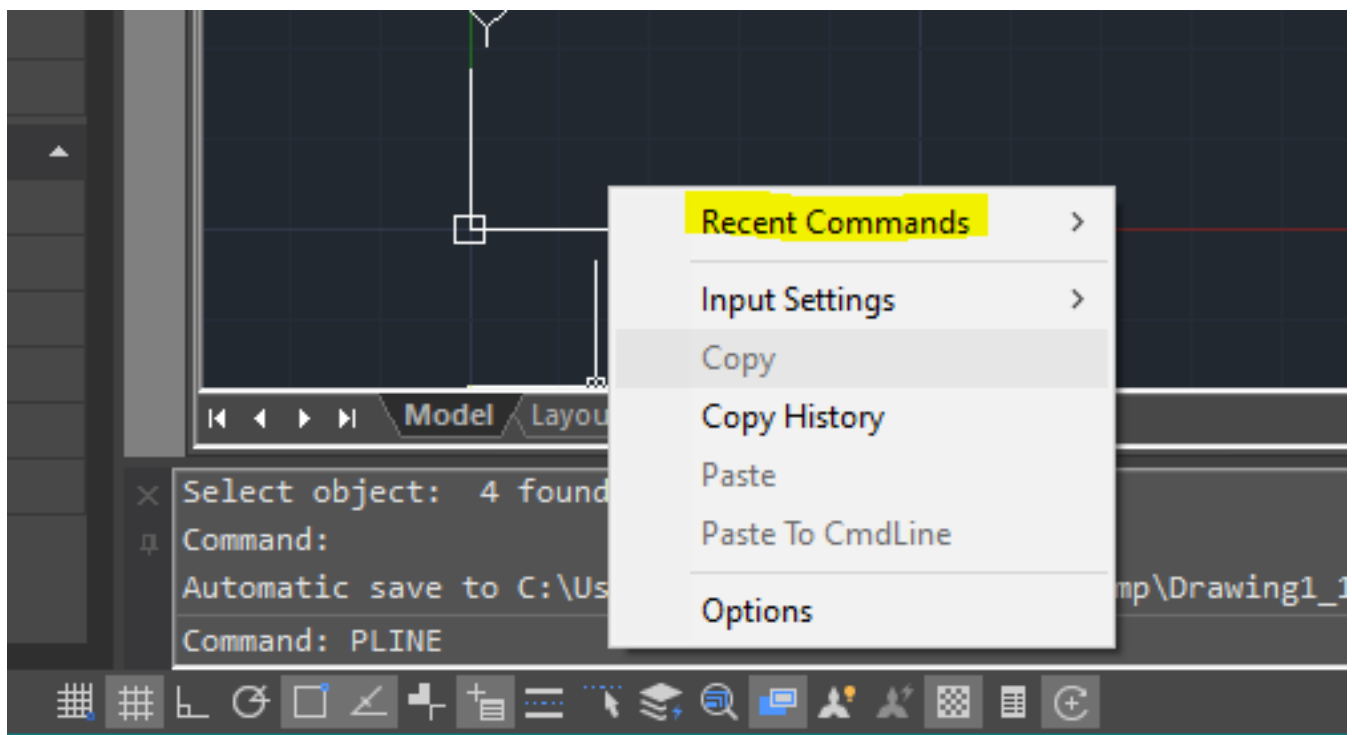 Recent Commands
Input Settings
Copy
Copy History
Paste
Paste To CmdLine
Options
Model Layou
Select object:  4 found
Command:
Automatic save to C:\Us mp\Drawing1_1
Command: PLINE